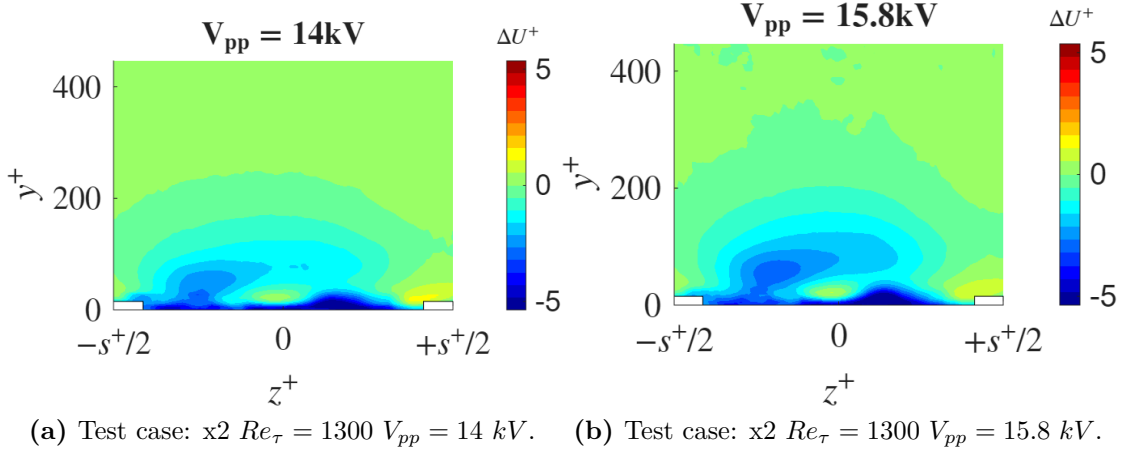 V_pp = 14kV
ΔU^+
5
0
-5
400
200
0
y^+
−s^+/2
0
+s^+/2
z^+
V_pp = 15.8kV
ΔU^+
5
0
-5
400
200
0
y^+
−s^+/2
0
+s^+/2
z^+
(a) Test case: x2 Re_τ = 1300 V_pp = 14 kV.
(b) Test case: x2 Re_τ = 1300 V_pp = 15.8 kV.